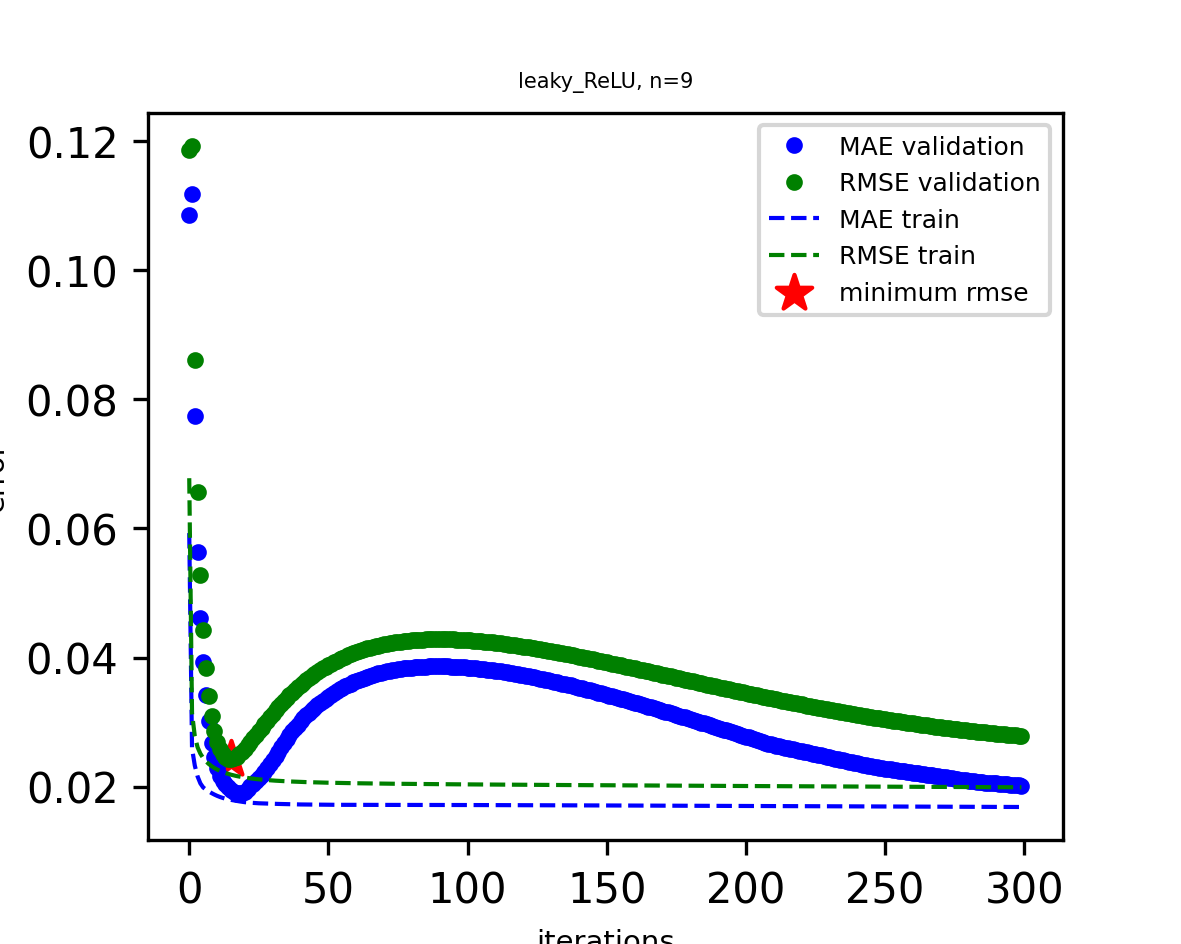 leaky_ReLU, n=9
0.12
0.10
0.08
0.06
0.04
0.02
MAE validation
RMSE validation
MAE train
RMSE train
minimum rmse
0 50 100 150 200 250 300
iterations